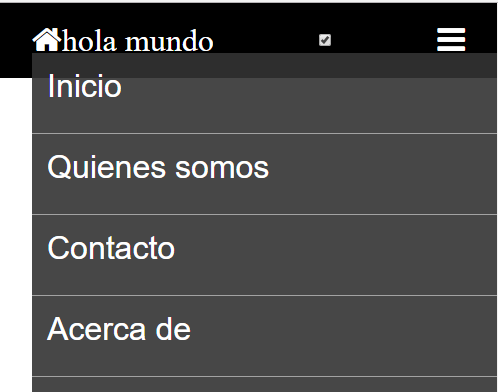 hola mundo
Inicio
Quienes somos
Contacto
Acerca de